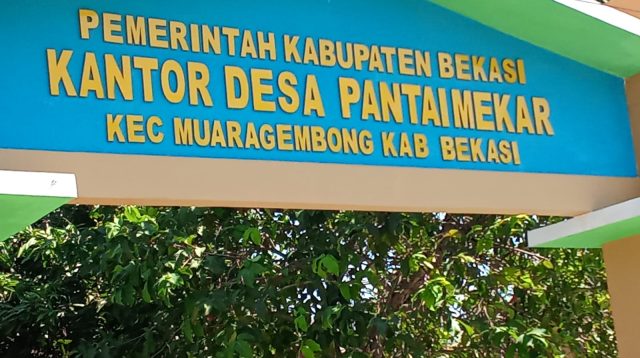 PEMERINTAH KABUPATEN BEKASI
KANTOR DESA PANTAI MEKAR
KEC MUARAGEMBONG KAB BEKASI